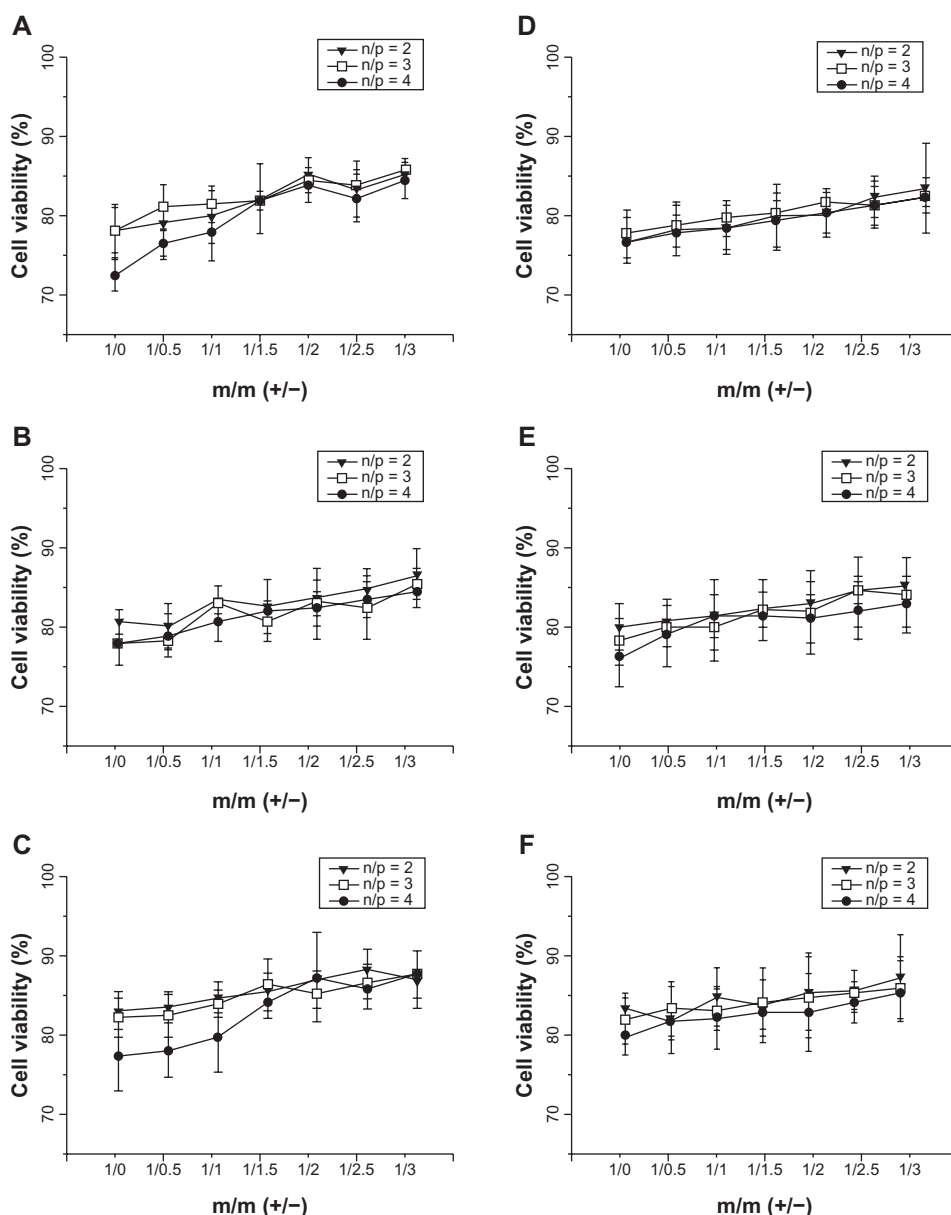 A
100
90
80
70
Cell viability (%)
n/p = 2
n/p = 3
n/p = 4
1/0 1/0.5 1/1 1/1.5 1/2 1/2.5 1/3
m/m (+/−)
D
100
90
80
70
Cell viability (%)
n/p = 2
n/p = 3
n/p = 4
1/0 1/0.5 1/1 1/1.5 1/2 1/2.5 1/3
m/m (+/−)
B
100
90
80
70
Cell viability (%)
n/p = 2
n/p = 3
n/p = 4
1/0 1/0.5 1/1 1/1.5 1/2 1/2.5 1/3
m/m (+/−)
E
100
90
80
70
Cell viability (%)
n/p = 2
n/p = 3
n/p = 4
1/0 1/0.5 1/1 1/1.5 1/2 1/2.5 1/3
m/m (+/−)
C
100
90
80
70
Cell viability (%)
n/p = 2
n/p = 3
n/p = 4
1/0 1/0.5 1/1 1/1.5 1/2 1/2.5 1/3
m/m (+/−)
F
100
90
80
70
Cell viability (%)
n/p = 2
n/p = 3
n/p = 4
1/0 1/0.5 1/1 1/1.5 1/2 1/2.5 1/3
m/m (+/−)